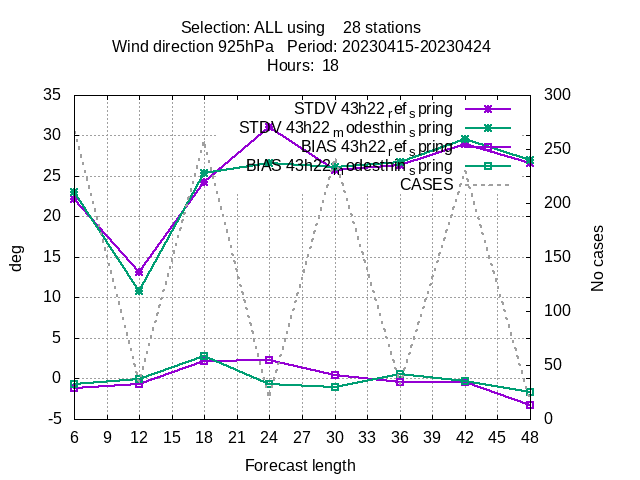 Selection: ALL using 28 stations
Wind direction 925hPa Period: 20230415-20230424
Hours: 18
STDV 43h22_ref_spring
STDV 43h22_modesthin_spring
BIAS 43h22_ref_spring
BIAS 43h22_modesthin_spring
CASES
35
30
25
20
15
10
5
0
-5
deg
300
250
200
150
100
50
0
No cases
6 9 12 15 18 21 24 27 30 33 36 39 42 45 48
Forecast length